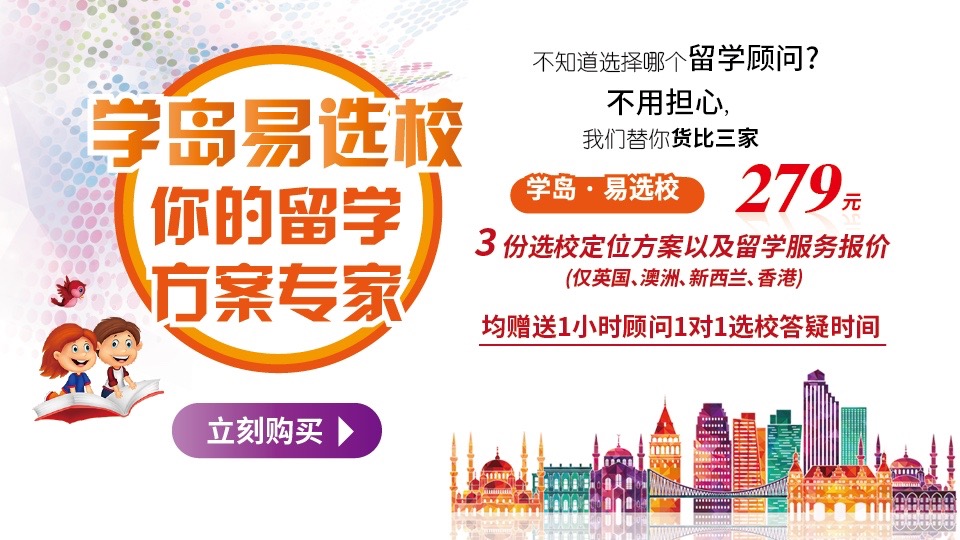 学岛易选校
你的留学
方案专家
立刻购买
不知道选择哪个留学顾问?
不用担心,
我们替你货比三家
学岛·易选校
279元
3份选校定位方案以及留学服务报价
(仅英国、澳洲、新西兰、香港)
均赠送1小时顾问1对1选校答疑时间